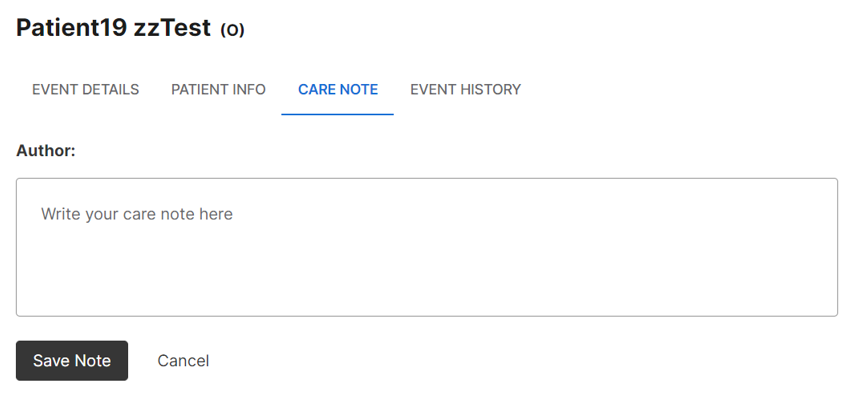 Patient19 zzTest (O)
EVENT DETAILS PATIENT INFO CARE NOTE EVENT HISTORY
Author:
Write your care note here
Save Note Cancel